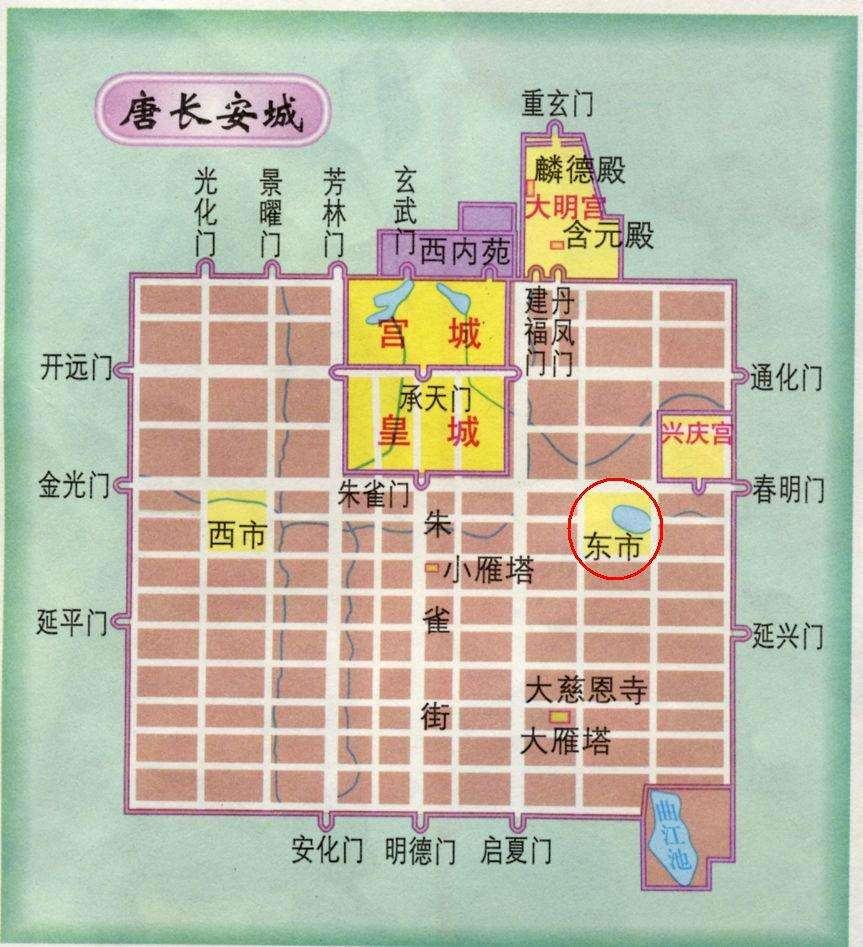 唐长安城
重玄门
麟德殿
大明宫
含元殿
光化门
景曜门
芳林门
玄武门
西内苑
建福门
丹凤门
宫城
开远门
通化门
承天门
皇城
兴庆宫
金光门
朱雀门
春明门
西市
朱雀街
东市
小雁塔
延平门
延兴门
大慈恩寺
大雁塔
曲江池
安化门
明德门
启夏门